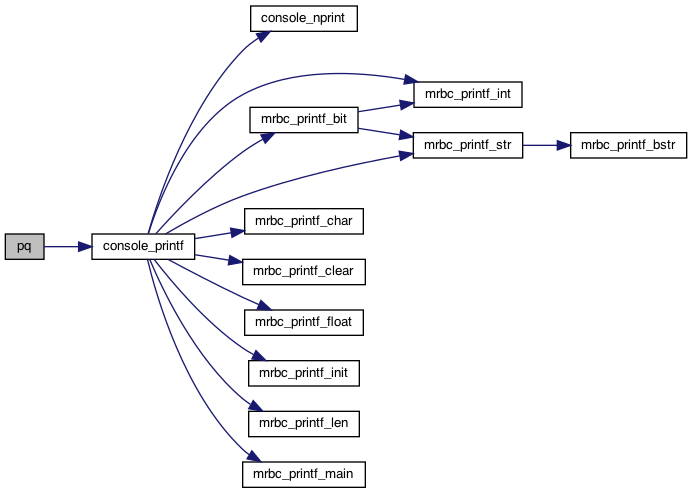 console_nprint
mrbc_printf_int
mrbc_printf_bit
mrbc_printf_str
mrbc_printf_bstr
mrbc_printf_char
pq
console_printf
mrbc_printf_clear
mrbc_printf_float
mrbc_printf_init
mrbc_printf_len
mrbc_printf_main